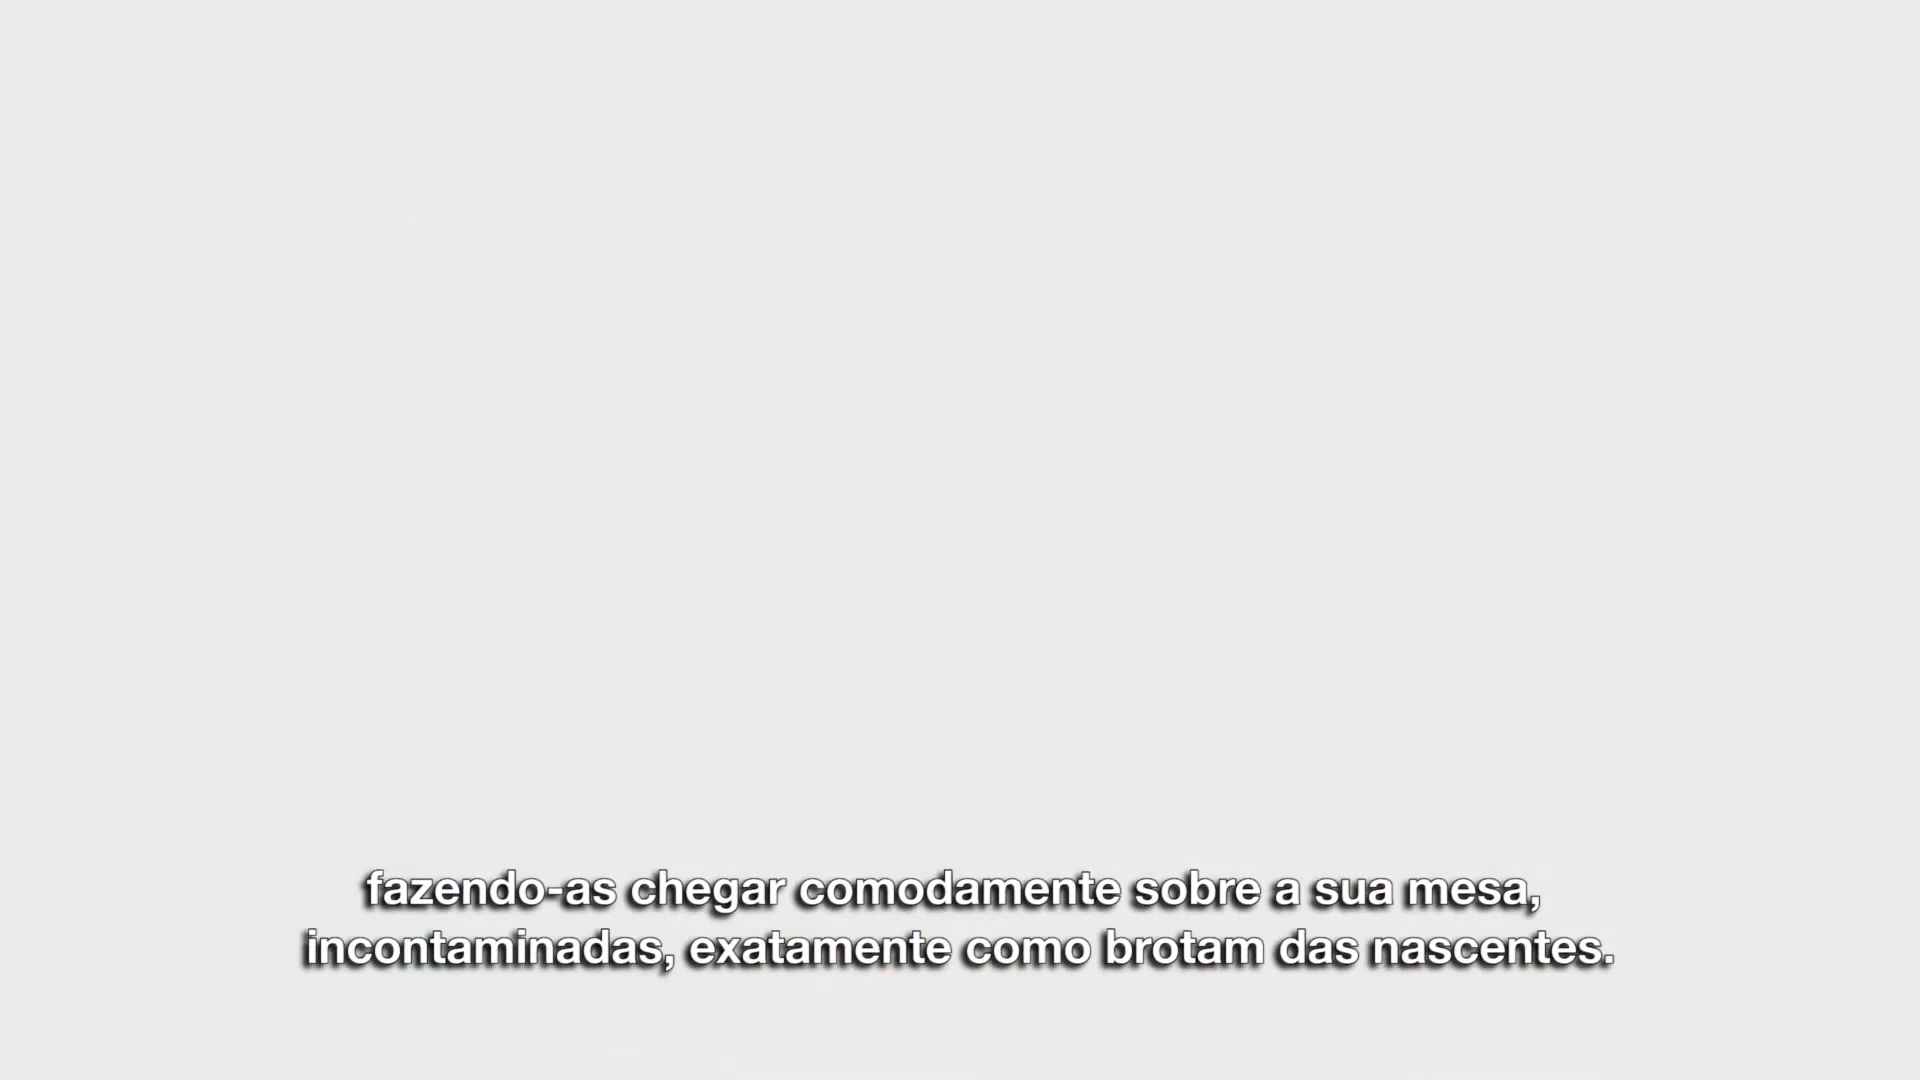 fazendo-as chegar comodamente sobre a sua mesa,
incontaminadas, exatamente como brotam das nascentes.